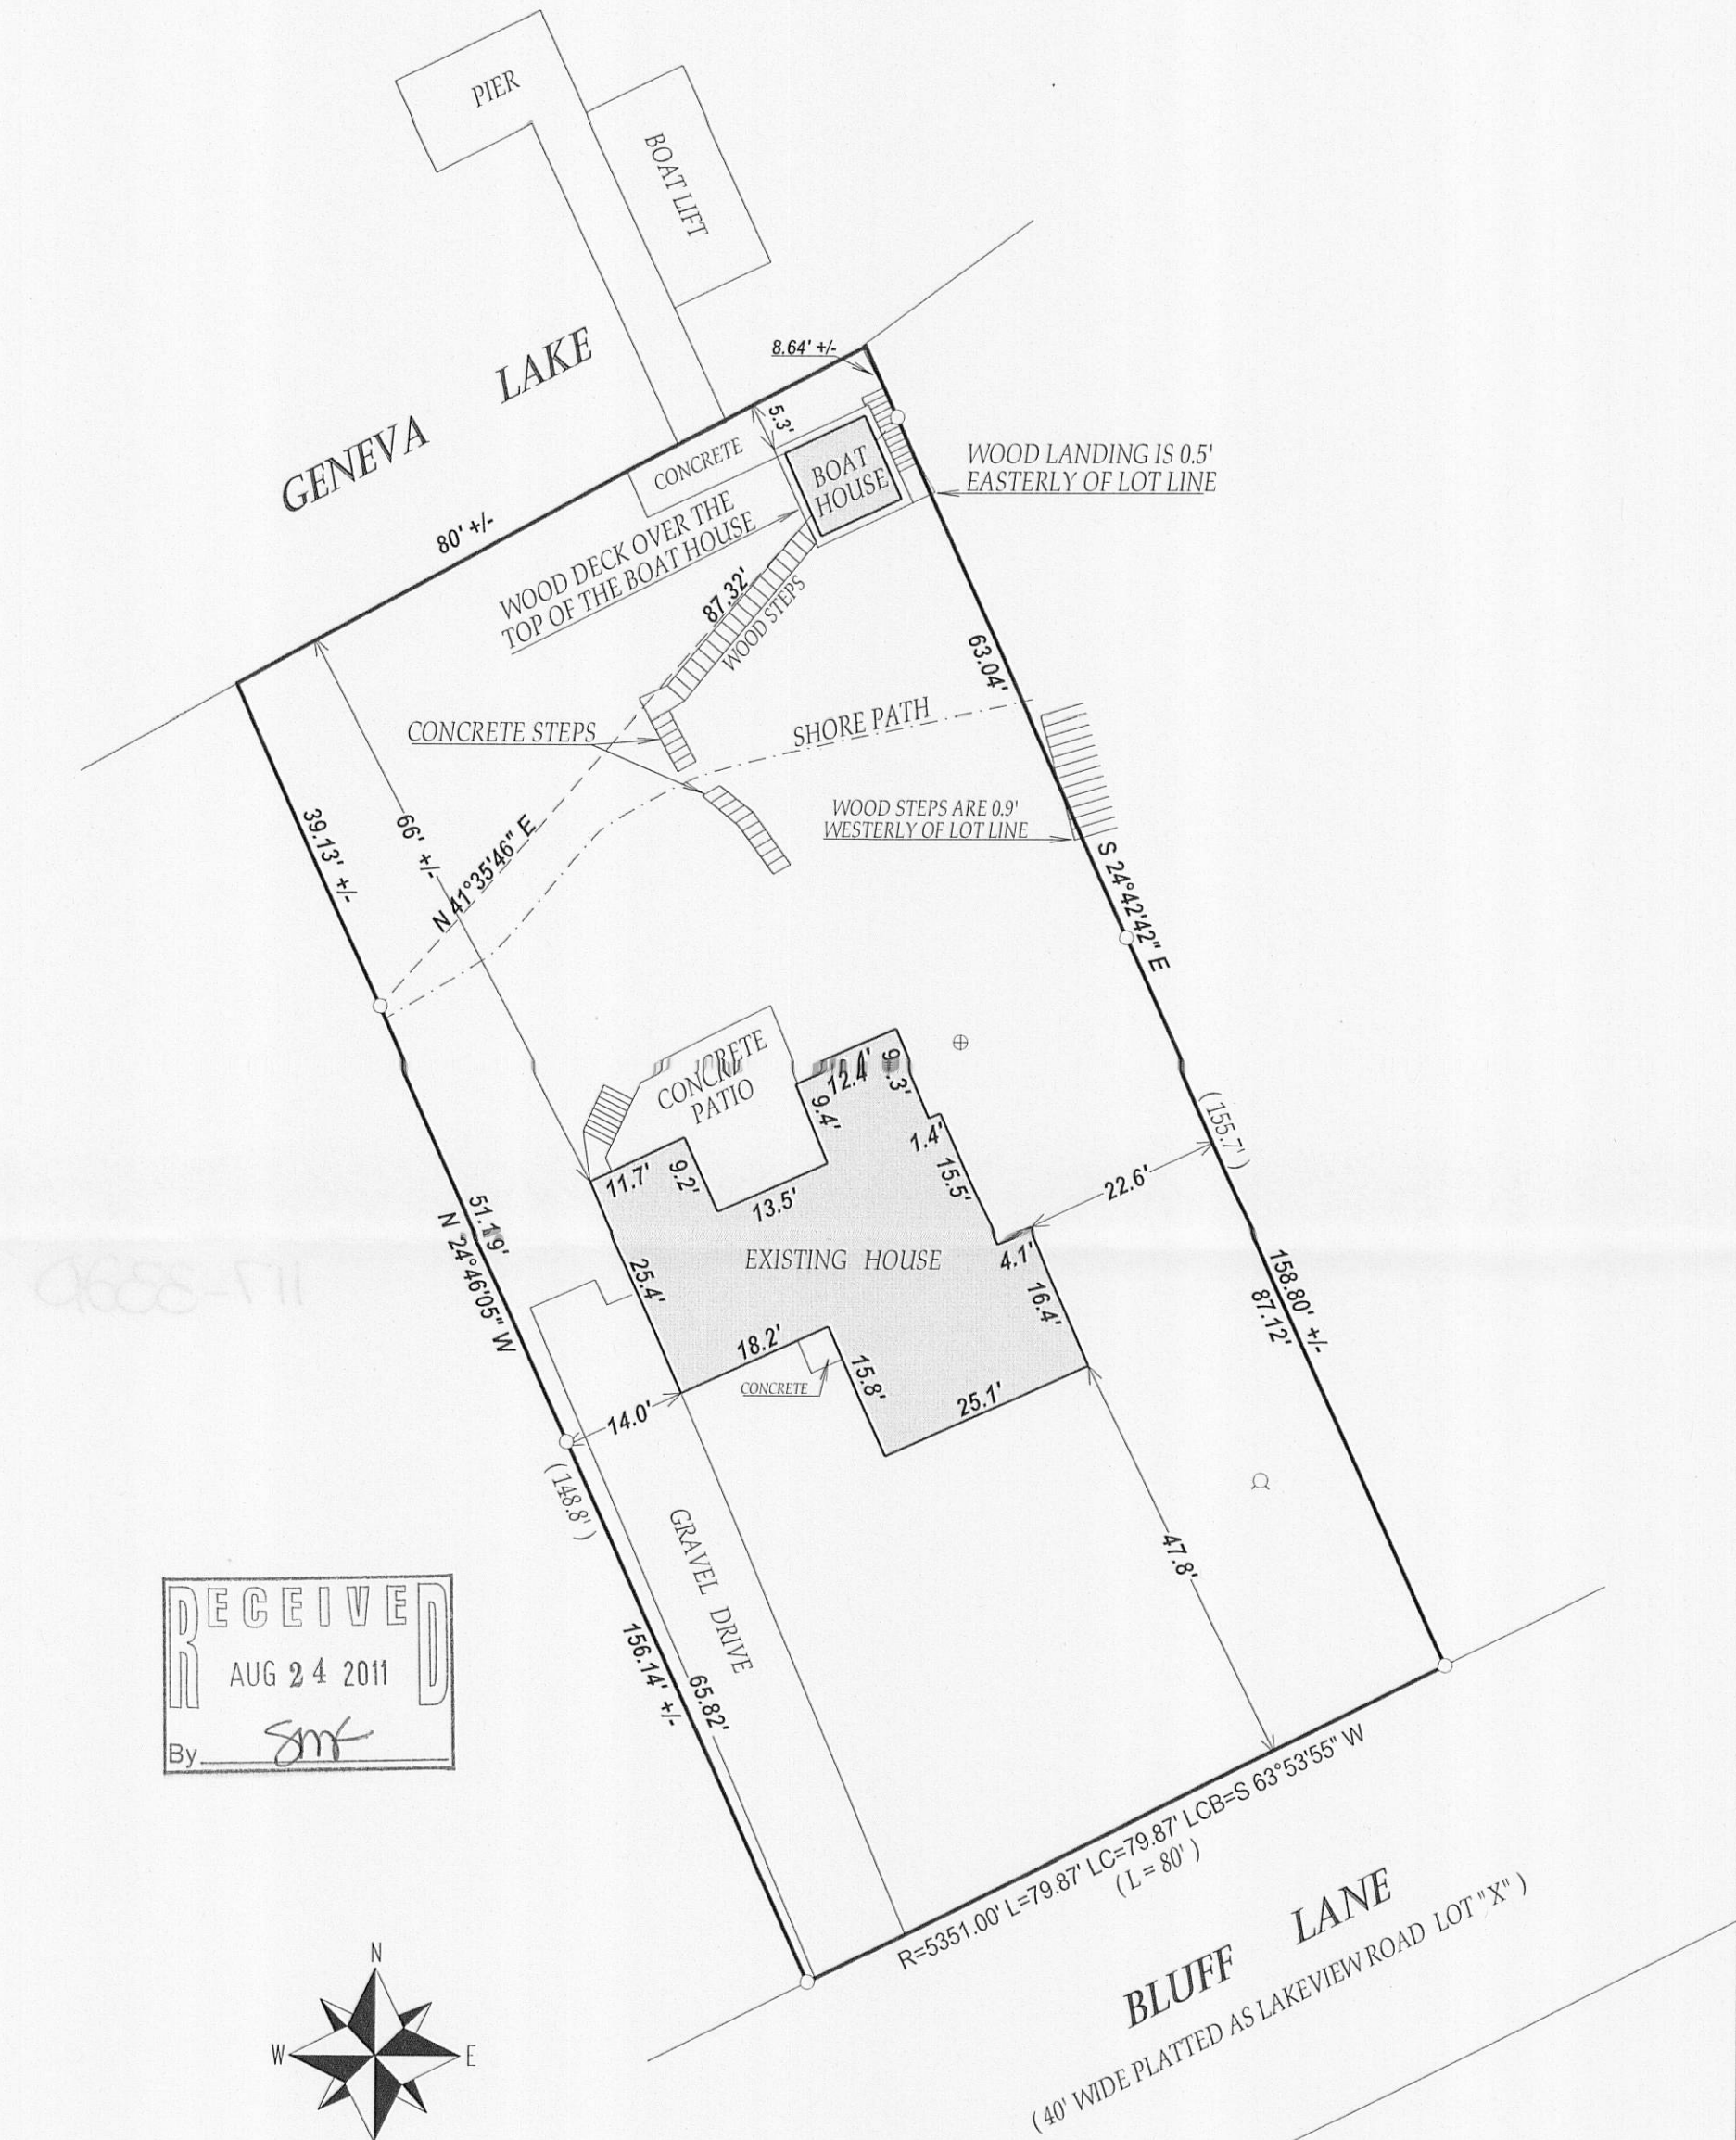 PIER
BOAT LIFT
GENEVA LAKE
8.64' +/-
5.3'
CONCRETE
BOAT
HOUSE
WOOD LANDING IS 0.5'
EASTERLY OF LOT LINE
80' +/-
WOOD DECK OVER THE
TOP OF THE BOAT HOUSE
87.32'
WOOD STEPS
63.04'
CONCRETE STEPS
SHORE PATH
39.13' +/-
66' +/-
N 41°35'46" E
WOOD STEPS ARE 0.9'
WESTERLY OF LOT LINE
S 24°42'42" E
CONCRETE
PATIO
12.4'
9.3'
9.4'
1.4'
15.5'
(155.7')
11.7'
9.2'
13.5'
22.6'
51.19'
N 24°46'05" W
EXISTING HOUSE
4.1'
25.4'
16.4'
158.80' +/-
87.12'
18.2'
CONCRETE
15.8'
25.1'
14.0'
(148.8')
GRAVEL DRIVE
47.8'
RECEIVED
AUG 24 2011
By
156.14' +/-
65.82'
R=5351.00' L=79.87' LC=79.87' LCB=S 63°53'55" W
( L = 80' )
BLUFF LANE
( 40' WIDE PLATTED AS LAKEVIEW ROAD LOT "X" )
N
W
E